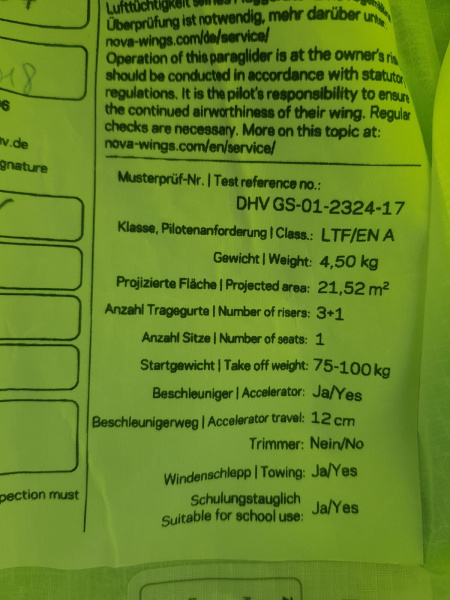 Überprüfung ist notwendig, mehr darüber unter
nova-wings.com/de/service/
Operation of this paraglider is at the owner's
should be conducted in accordance with
regulations. It is the pilot's responsibility to ensure
the continued airworthiness of their wing. Regular
checks are necessary. More on this topic at:
nova-wings.com/en/service/
Musterprüf-Nr. | Test reference no.:
DHV GS-01-2324-17
Klasse, Pilotenanforderung | Class.: LTF/EN A
Gewicht | Weight: 4,50 kg
Projizierte Fläche | Projected area: 21,52 m²
Anzahl Tragegurte | Number of risers: 3+1
Anzahl Sitze | Number of seats: 1
Startgewicht | Take off weight: 75-100 kg
Beschleuniger | Accelerator: Ja/Yes
Beschleunigerweg | Accelerator travel: 12 cm
Trimmer: Nein/No
Windenschlepp | Towing: Ja/Yes
Schulungstauglich
Suitable for school use: Ja/Yes
hv.de
gnature
pection must